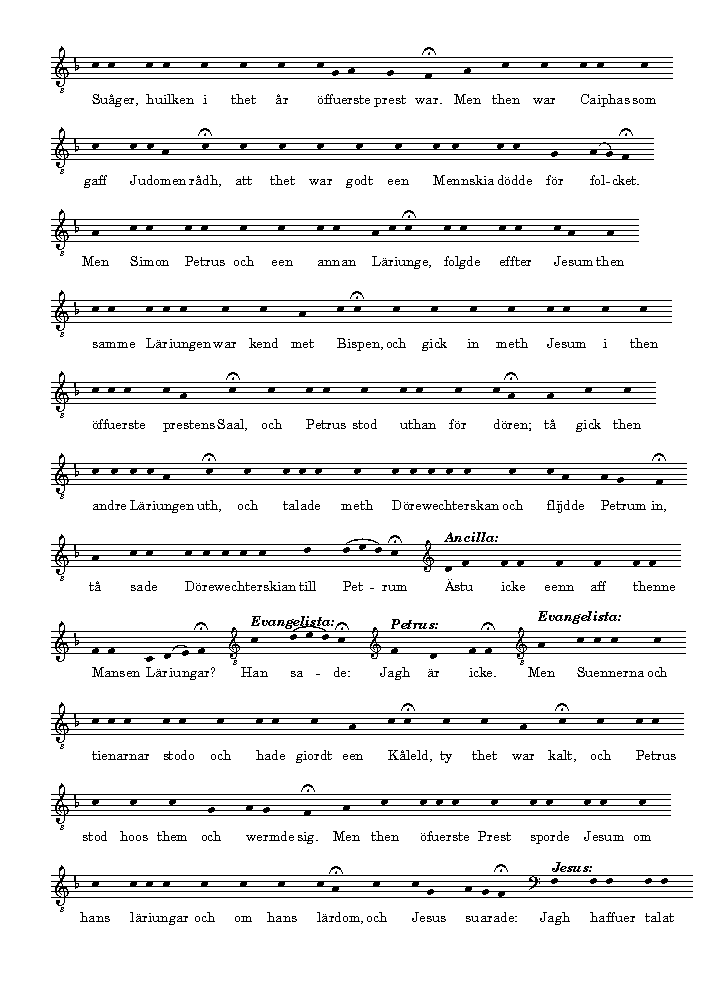 Suåger, huilken i thet år öffuerste prest war. Men then war Caiphas som
gaff Judomen rådh, att thet war godt een Mennskia dödde för fol-cket.
Men Simon Petrus och een annan Läriunge, folgde effter Jesum then
samme Läriungen war kend met Bispen, och gick in meth Jesum i then
öffuerste prestens Saal, och Petrus stod uthan för dören; tå gick then
andre Läriungen uth, och talade meth Dörewechterskan och flijdde Petrum in,
Ancilla:
tå sade Dörewechterskian till Pet - rum Ästu icke eenn aff thenne
Evangelista: Petrus: Evangelista:
Mansen Läriungar? Han sa - de: Jagh är icke. Men Suennerna och
tienarnar stodo och hade giordt een Kåleld, ty thet war kalt, och Petrus
stod hoos them och wermde sig. Men then öfuerste Prest sporde Jesum om
Jesus:
hans läriungar och om hans lärdom, och Jesus suarade: Jagh haffuer talat